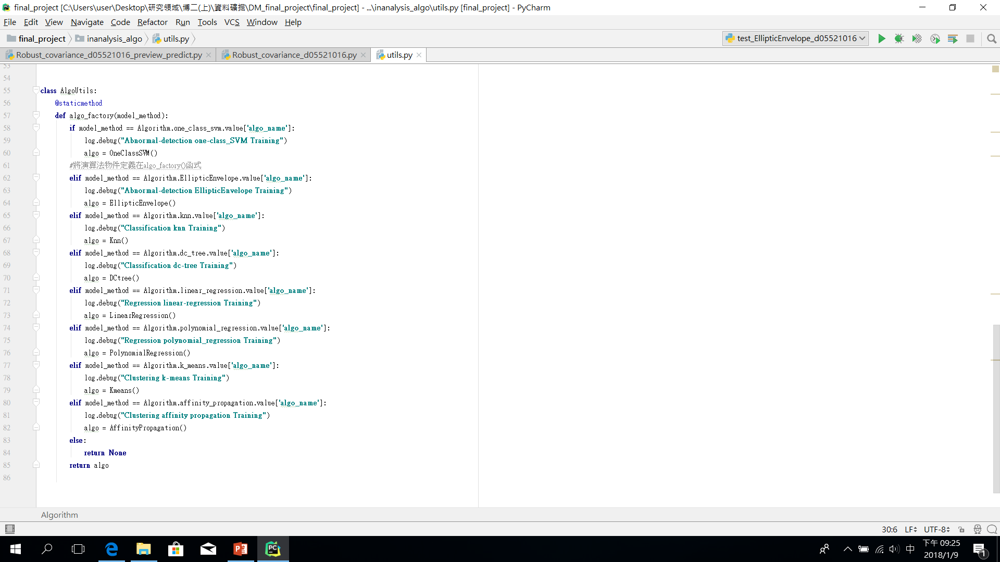 final_project [C:\Users\user\Desktop\研究領域\博二(上)\資料礦掘\DM_final_project\final_project] - ...\inanalysis_algo\utils.py [final_project] - PyCharm
File Edit View Navigate Code Refactor Run Tools VCS Window Help
final_project inanalysis_algo utils.py test_EllipticEnvelope_d05521016
Robust_covariance_d05521016_preview_predict.py Robust_covariance_d05521016.py utils.py
53
54
55 class AlgoUtils:
56 @staticmethod
57 def algo_factory(model_method):
58 if model_method == Algorithm.one_class_svm.value['algo_name']:
59 log.debug("Abnormal-detection one-class_SVM Training")
60 algo = OneClassSVM()
61 #將演算法物件定義在algo_factory()函式
62 elif model_method == Algorithm.EllipticEnvelope.value['algo_name']:
63 log.debug("Abnormal-detection EllipticEnvelope Training")
64 algo = EllipticEnvelope()
65 elif model_method == Algorithm.knn.value['algo_name']:
66 log.debug("Classification knn Training")
67 algo = Knn()
68 elif model_method == Algorithm.dc_tree.value['algo_name']:
69 log.debug("Classification dc-tree Training")
70 algo = DCtree()
71 elif model_method == Algorithm.linear_regression.value['algo_name']:
72 log.debug("Regression linear-regression Training")
73 algo = LinearRegression()
74 elif model_method == Algorithm.polynomial_regression.value['algo_name']:
75 log.debug("Regression polynomial_regression Training")
76 algo = PolynomialRegression()
77 elif model_method == Algorithm.k_means.value['algo_name']:
78 log.debug("Clustering k-means Training")
79 algo = Kmeans()
80 elif model_method == Algorithm.affinity_propagation.value['algo_name']:
81 log.debug("Clustering affinity propagation Training")
82 algo = AffinityPropagation()
83 else:
84 return None
85 return algo
86
Algorithm
30:6 LF UTF-8
中 下午 09:25
2018/1/9 1